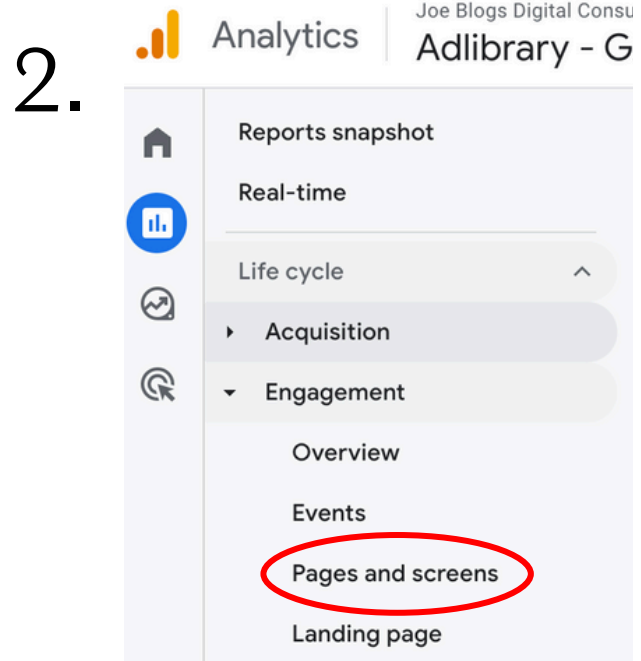 2.
Analytics
Joe Blogs Digital Consu
Adlibrary - G
Reports snapshot
Real-time
Life cycle
Acquisition
Engagement
Overview
Events
Pages and screens
Landing page